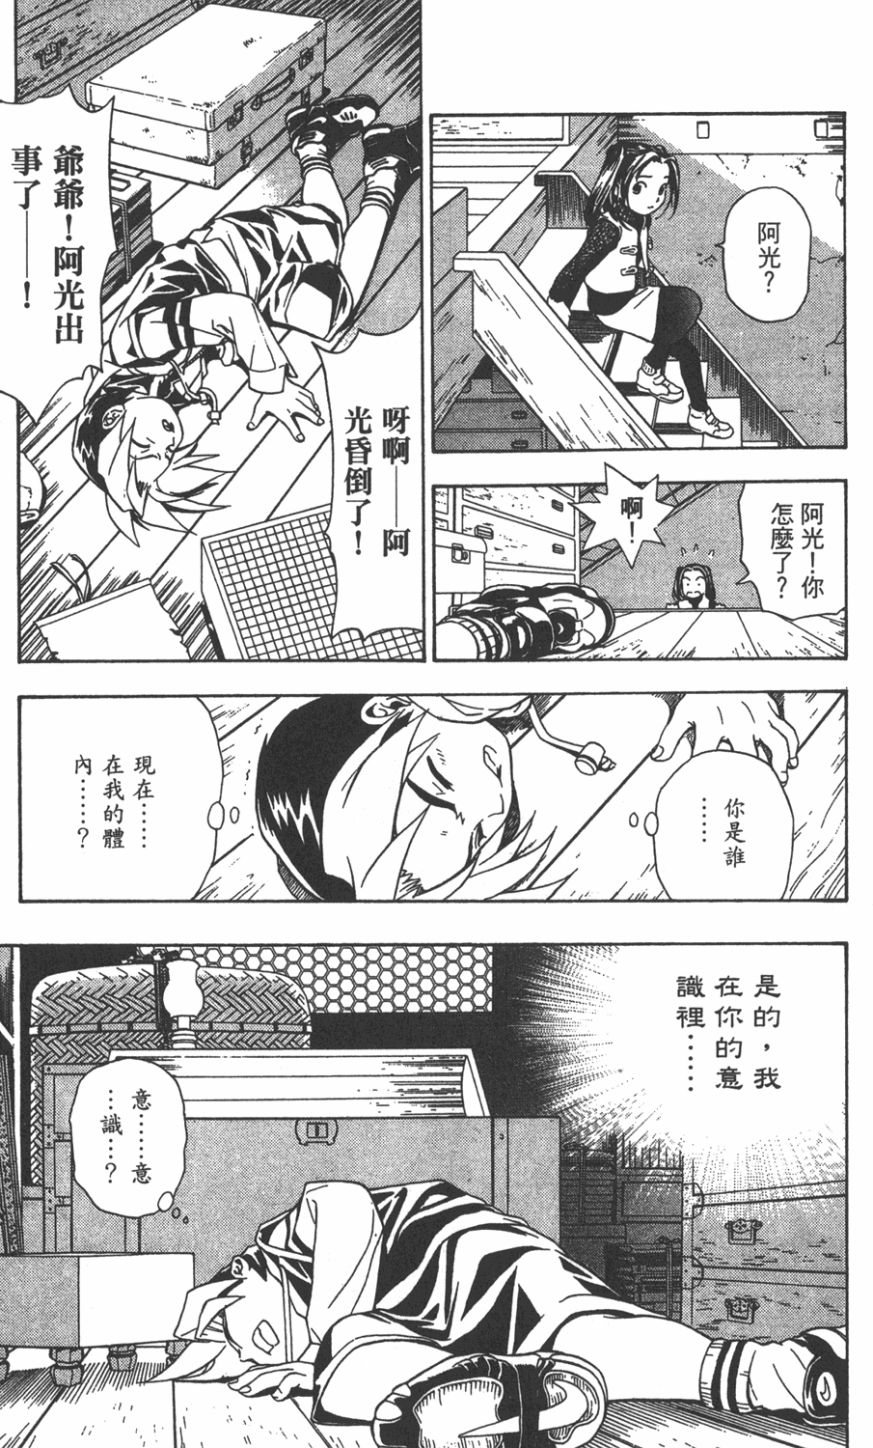 阿光？
阿光！你
怎麼了？
啊！
呀啊——阿
光昏倒了！
爺爺！阿光出
事了——！
你是誰
……
現在……
在我的體
內……？
是的，我
在你的意
識裡……
意……意
…識…？